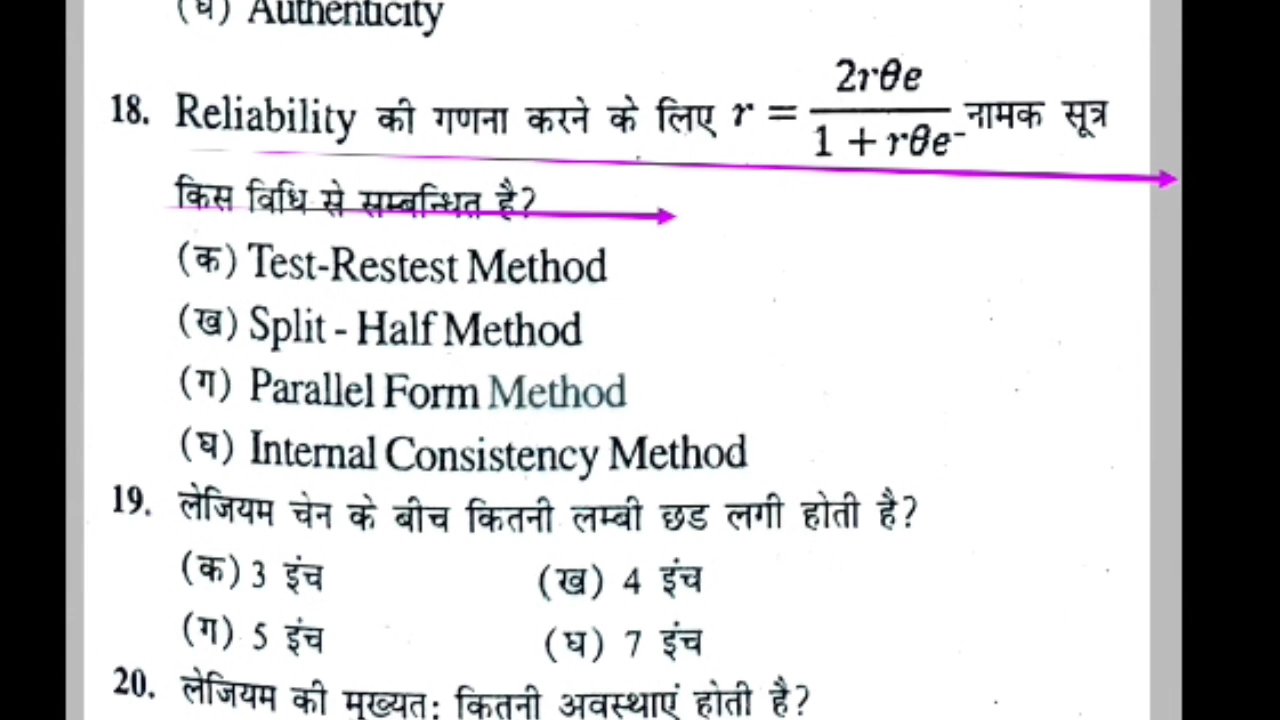 (घ) Authenticity
18. Reliability की गणना करने के लिए r = 2rθe / 1 + rθe- नामक सूत्र
किस विधि से सम्बन्धित है?
(क) Test-Restest Method
(ख) Split - Half Method
(ग) Parallel Form Method
(घ) Internal Consistency Method
19. लेजियम चेन के बीच कितनी लम्बी छड लगी होती है?
(क) 3 इंच (ख) 4 इंच
(ग) 5 इंच (घ) 7 इंच
20. लेजियम की मुख्यत: कितनी अवस्थाएं होती है?